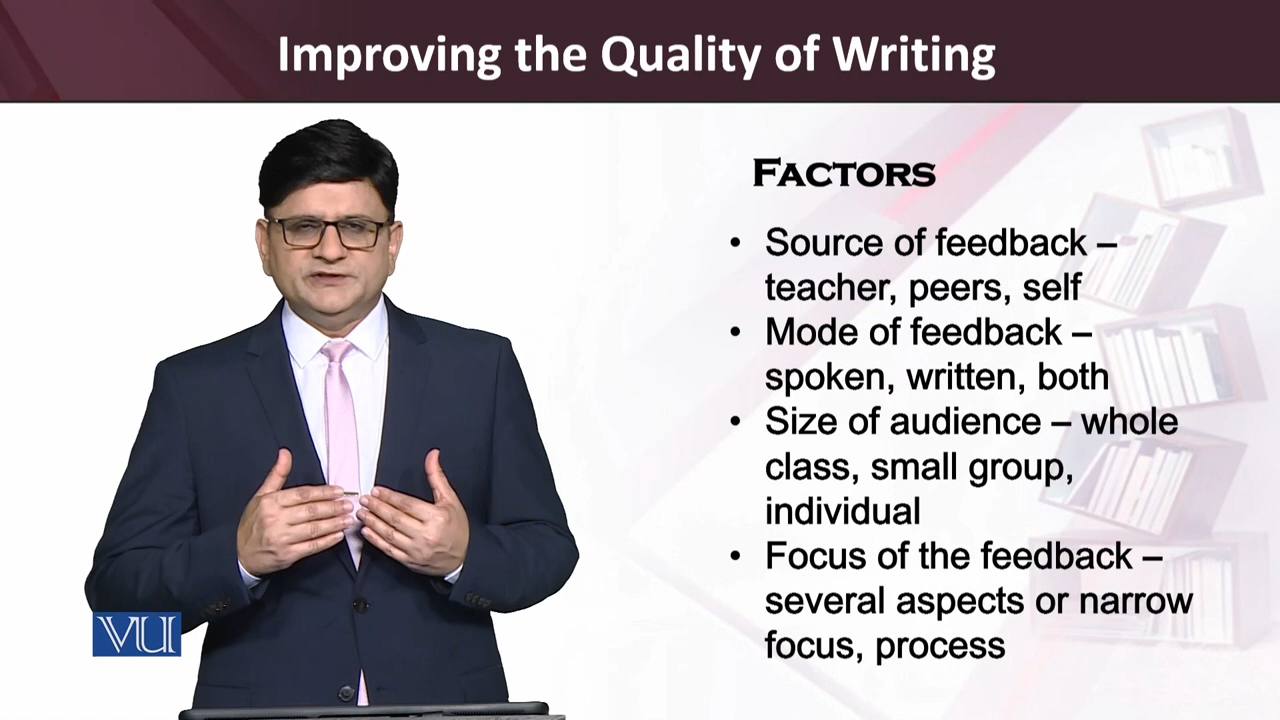 Improving the Quality of Writing
FACTORS
• Source of feedback –
teacher, peers, self
• Mode of feedback –
spoken, written, both
• Size of audience – whole
class, small group,
individual
• Focus of the feedback –
several aspects or narrow
focus, process
VU